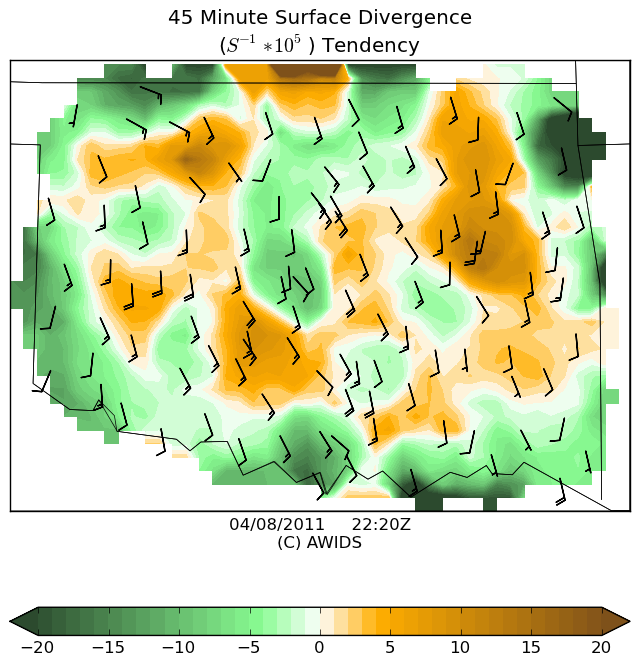 45 Minute Surface Divergence
(S⁻¹ *10⁵ ) Tendency
04/08/2011 22:20Z
(C) AWIDS
−20 −15 −10 −5 0 5 10 15 20